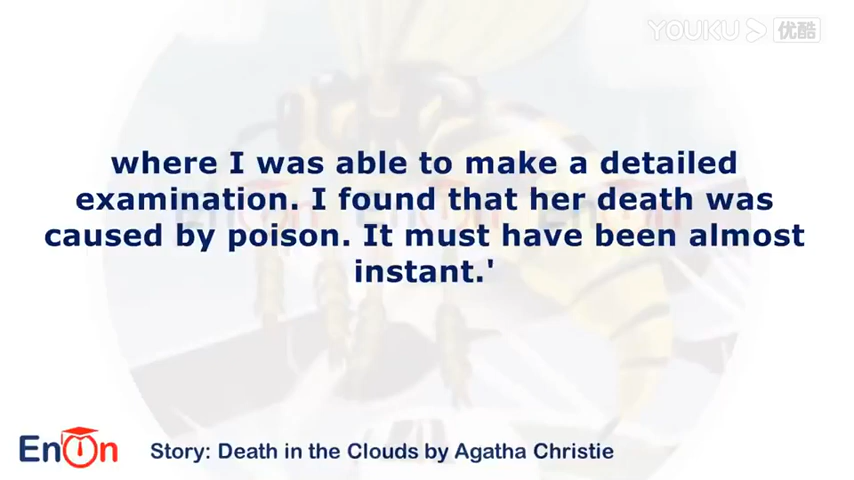 YOUKU 优酷
where I was able to make a detailed
examination. I found that her death was
caused by poison. It must have been almost
instant.'
EnOn
Story: Death in the Clouds by Agatha Christie